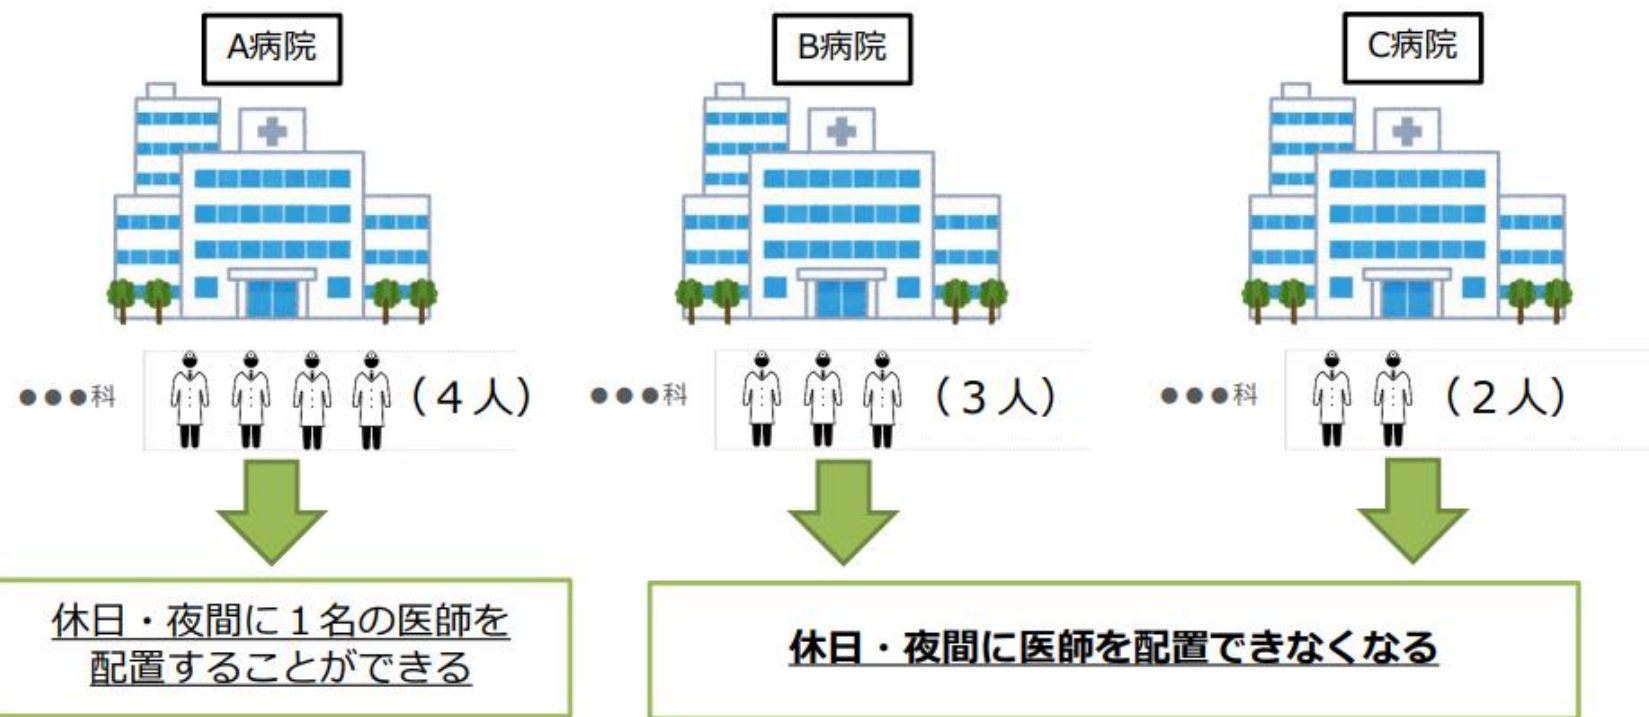 A病院
B病院
C病院
●●●科
（４人）
●●●科
（３人）
●●●科
（２人）
休日・夜間に１名の医師を
配置することができる
休日・夜間に医師を配置できなくなる